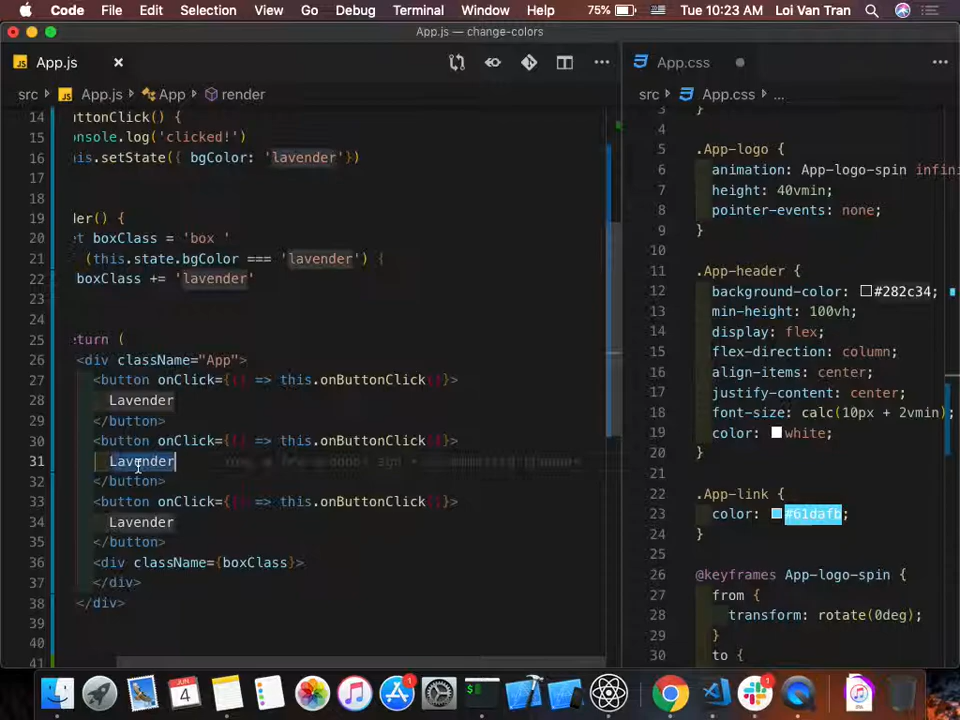 Code File Edit Selection View Go Debug Terminal Window Help 75% Tue 10:23 AM Loi Van Tran
App.js — change-colors
JS App.js
App.css
src › JS App.js › App › render
src › App.css › ...
14 ttonClick() {
15 onsole.log('clicked!')
16 is.setState({ bgColor: 'lavender'})
17
18
19 der() {
20 t boxClass = 'box '
21 (this.state.bgColor === 'lavender') {
22 boxClass += 'lavender'
23
24
25 eturn (
26 <div className="App">
27 <button onClick={() => this.onButtonClick()}>
28 Lavender
29 </button>
30 <button onClick={() => this.onButtonClick()}>
31 Lavender
32 </button>
33 <button onClick={() => this.onButtonClick()}>
34 Lavender
35 </button>
36 <div className={boxClass}>
37 </div>
38 </div>
39
40
41
3 }
4
5 .App-logo {
6 animation: App-logo-spin infini
7 height: 40vmin;
8 pointer-events: none;
9 }
10
11 .App-header {
12 background-color: #282c34;
13 min-height: 100vh;
14 display: flex;
15 flex-direction: column;
16 align-items: center;
17 justify-content: center;
18 font-size: calc(10px + 2vmin);
19 color: white;
20 }
21
22 .App-link {
23 color: #61dafb;
24 }
25
26 @keyframes App-logo-spin {
27 from {
28 transform: rotate(0deg);
29 }
30 to {
JUN
4
$
1
1